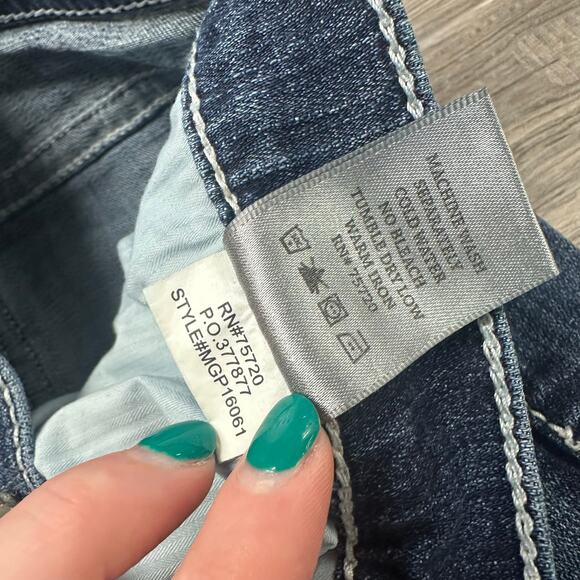 MACHINE WASH
SEPARATELY
COLD WATER
NO BLEACH
TUMBLE DRY LOW
WARM IRON
RN# 75720
RN#75720
P.O.377877
STYLE#MGP16061